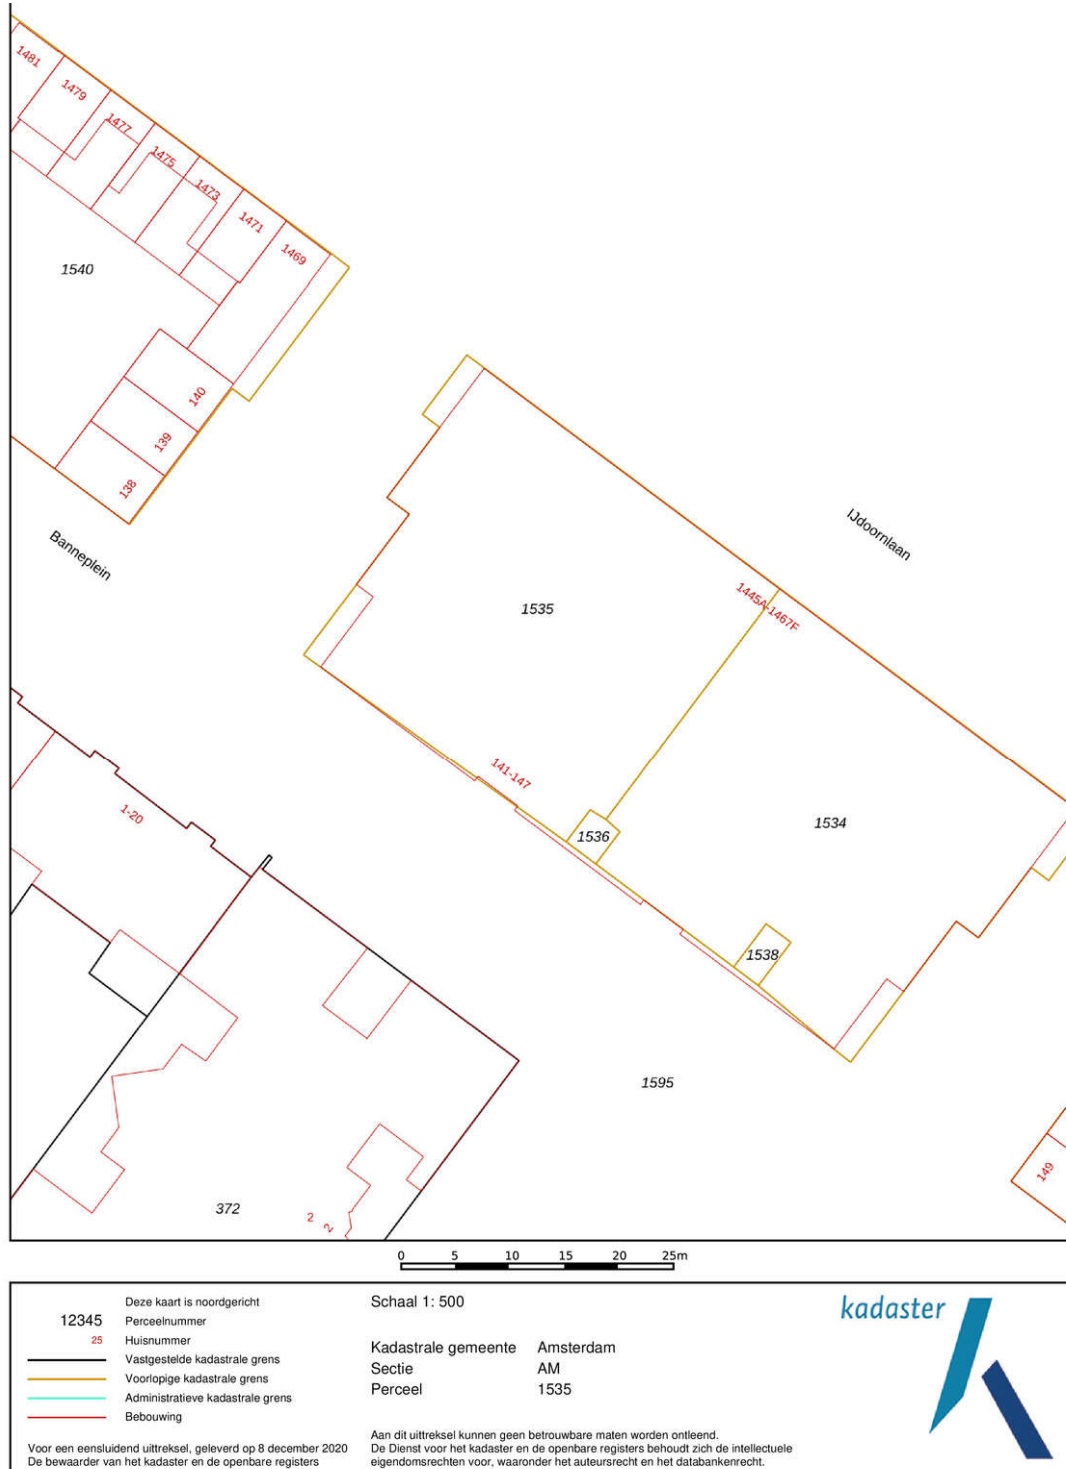 1481
1479
1477
1475
1473
1471
1469
1540
140
139
138
Banneplein
IJdoornlaan
1535
1445A-1467F
141-147
1-20
1536
1534
1538
1595
149
372
2
2
0 5 10 15 20 25m
Deze kaart is noordgericht
12345 Perceelnummer
25 Huisnummer
Vastgestelde kadastrale grens
Voorlopige kadastrale grens
Administratieve kadastrale grens
Bebouwing
Voor een eensluidend uittreksel, geleverd op 8 december 2020
De bewaarder van het kadaster en de openbare registers
Schaal 1: 500
Kadastrale gemeente Amsterdam
Sectie AM
Perceel 1535
Aan dit uittreksel kunnen geen betrouwbare maten worden ontleend.
De Dienst voor het kadaster en de openbare registers behoudt zich de intellectuele
eigendomsrechten voor, waaronder het auteursrecht en het databankenrecht.
kadaster